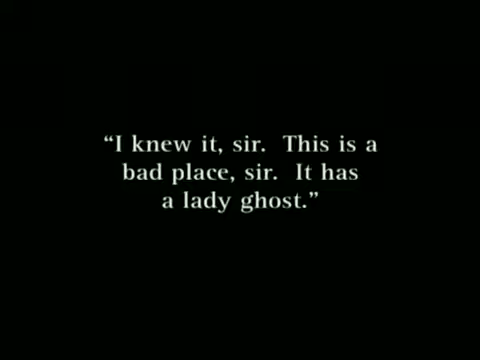 “I knew it, sir.  This is a
bad place, sir.  It has
a lady ghost.”